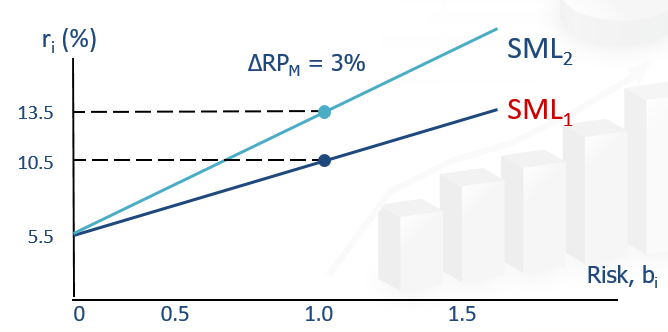 rᵢ (%)
ΔRPₘ = 3%
SML₂
13.5
SML₁
10.5
5.5
Risk, bᵢ
0 0.5 1.0 1.5